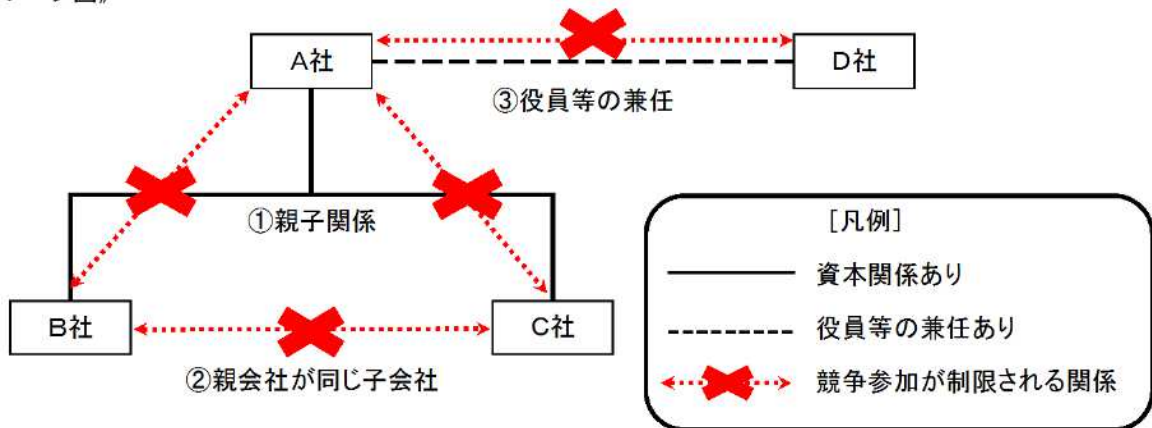 A社
D社
③役員等の兼任
①親子関係
B社
C社
②親会社が同じ子会社
[凡例]
資本関係あり
役員等の兼任あり
競争参加が制限される関係